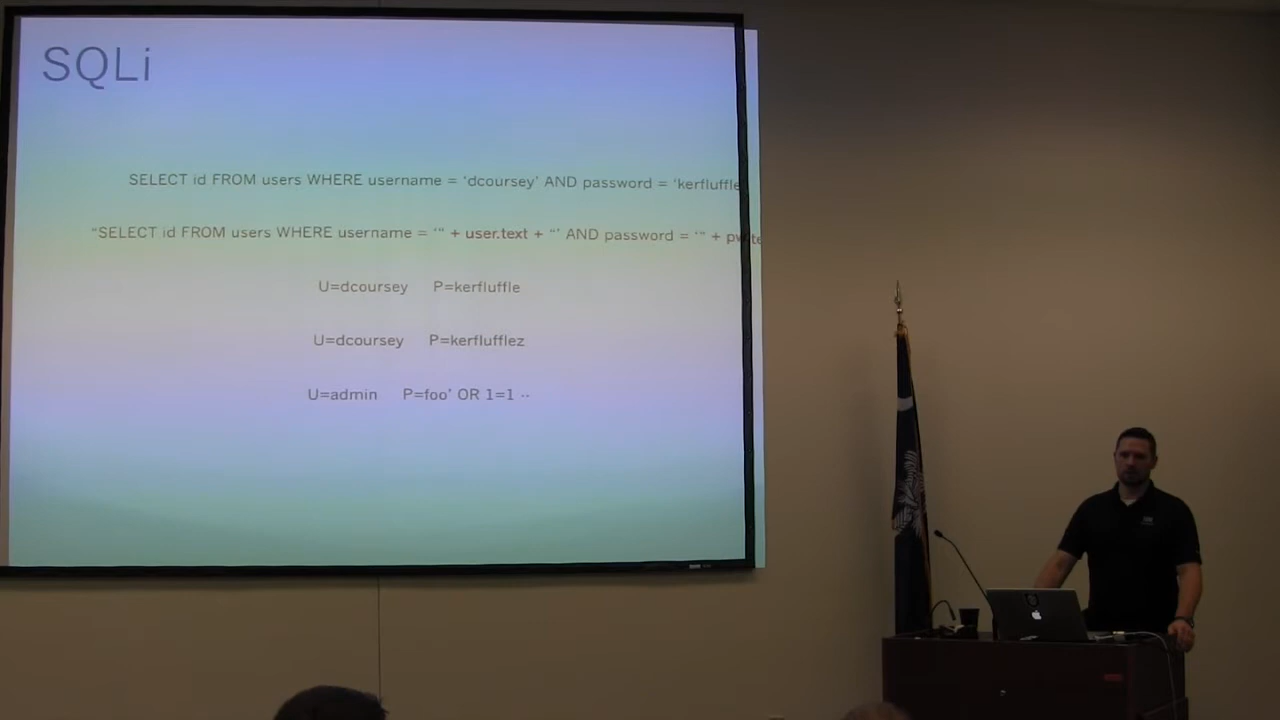 SQLi
SELECT id FROM users WHERE username = ‘dcoursey’ AND password = ‘kerfluffle
“SELECT id FROM users WHERE username = ‘“ + user.text + “’ AND password = ‘“ +
U=dcoursey P=kerfluffle
U=dcoursey P=kerflufflez
U=admin P=foo’ OR 1=1 --